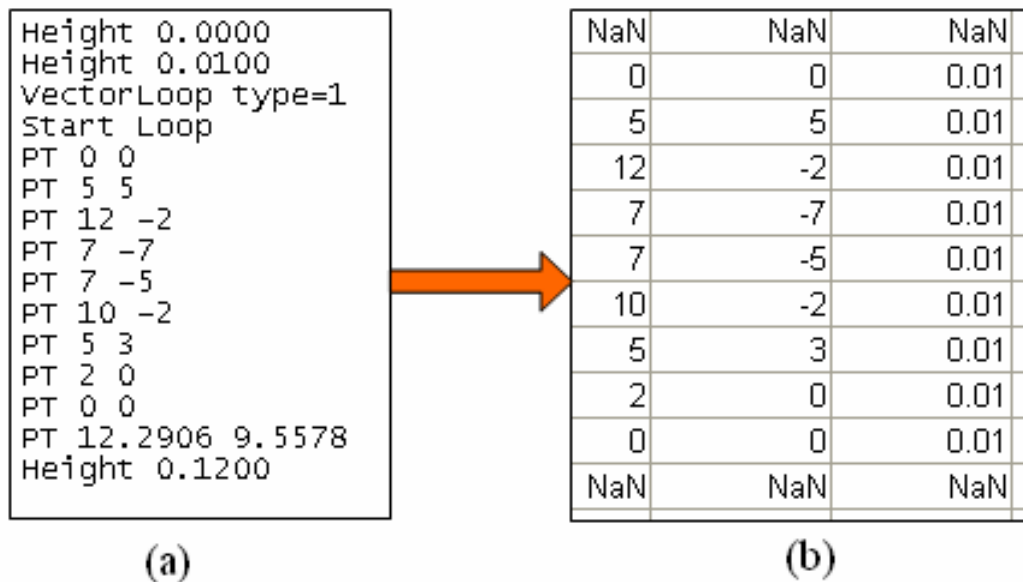 Height 0.0000
Height 0.0100
VectorLoop type=1
Start Loop
PT 0 0
PT 5 5
PT 12 -2
PT 7 -7
PT 7 -5
PT 10 -2
PT 5 3
PT 2 0
PT 0 0
PT 12.2906 9.5578
Height 0.1200
(a)
NaN NaN NaN
0 0 0.01
5 5 0.01
12 -2 0.01
7 -7 0.01
7 -5 0.01
10 -2 0.01
5 3 0.01
2 0 0.01
0 0 0.01
NaN NaN NaN
(b)